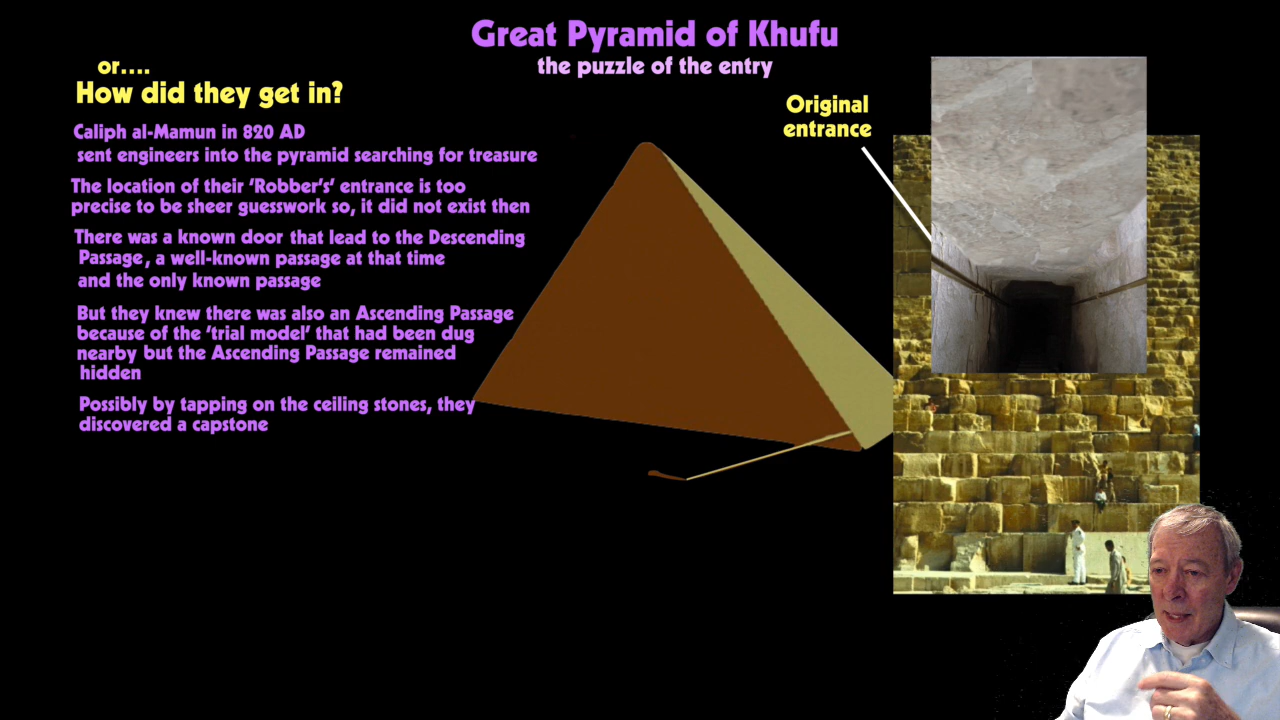 Great Pyramid of Khufu
the puzzle of the entry
or....
How did they get in?
Caliph al-Mamun in 820 AD
sent engineers into the pyramid searching for treasure
The location of their 'Robber's' entrance is too
precise to be sheer guesswork so, it did not exist then
There was a known door that lead to the Descending
Passage, a well-known passage at that time
and the only known passage
But they knew there was also an Ascending Passage
because of the 'trial model' that had been dug
nearby but the Ascending Passage remained
hidden
Possibly by tapping on the ceiling stones, they
discovered a capstone
Original
entrance